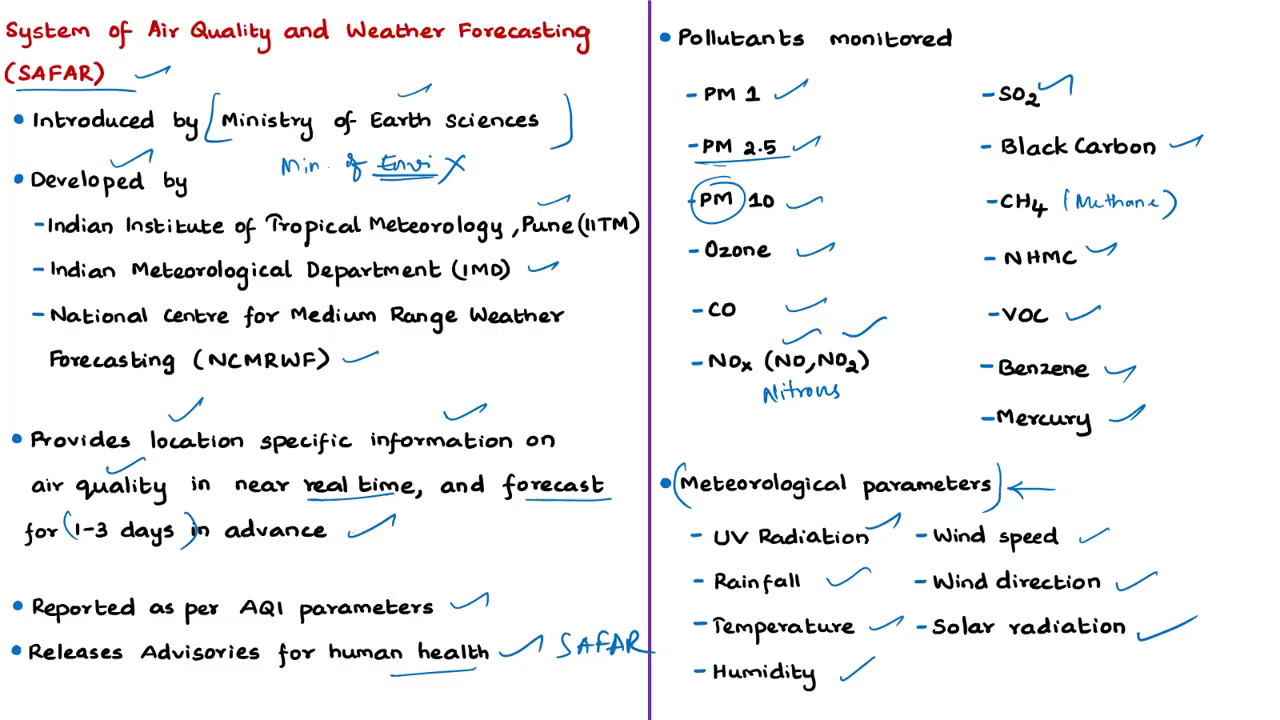 System of Air Quality and Weather Forecasting
(SAFAR)
• Introduced by [Ministry of Earth sciences]
Min. of Envi X
• Developed by
- Indian Institute of Tropical Meteorology, Pune (IITM)
- Indian Meteorological Department (IMD)
- National Centre for Medium Range Weather
Forecasting (NCMRWF)
• Provides location specific information on
air quality in near real time, and forecast
for (1-3 days) in advance
• Reported as per AQI parameters
• Releases Advisories for human health SAFAR
• Pollutants monitored
- PM 1
- PM 2.5
- PM 10
- Ozone
- CO
- NOx (NO, NO2)
Nitrous
- SO2
- Black Carbon
- CH4 (Methane)
- NHMC
- VOC
- Benzene
- Mercury
• (Meteorological parameters) ←
- UV Radiation
- Rainfall
- Temperature
- Humidity
- Wind speed
- Wind direction
- Solar radiation